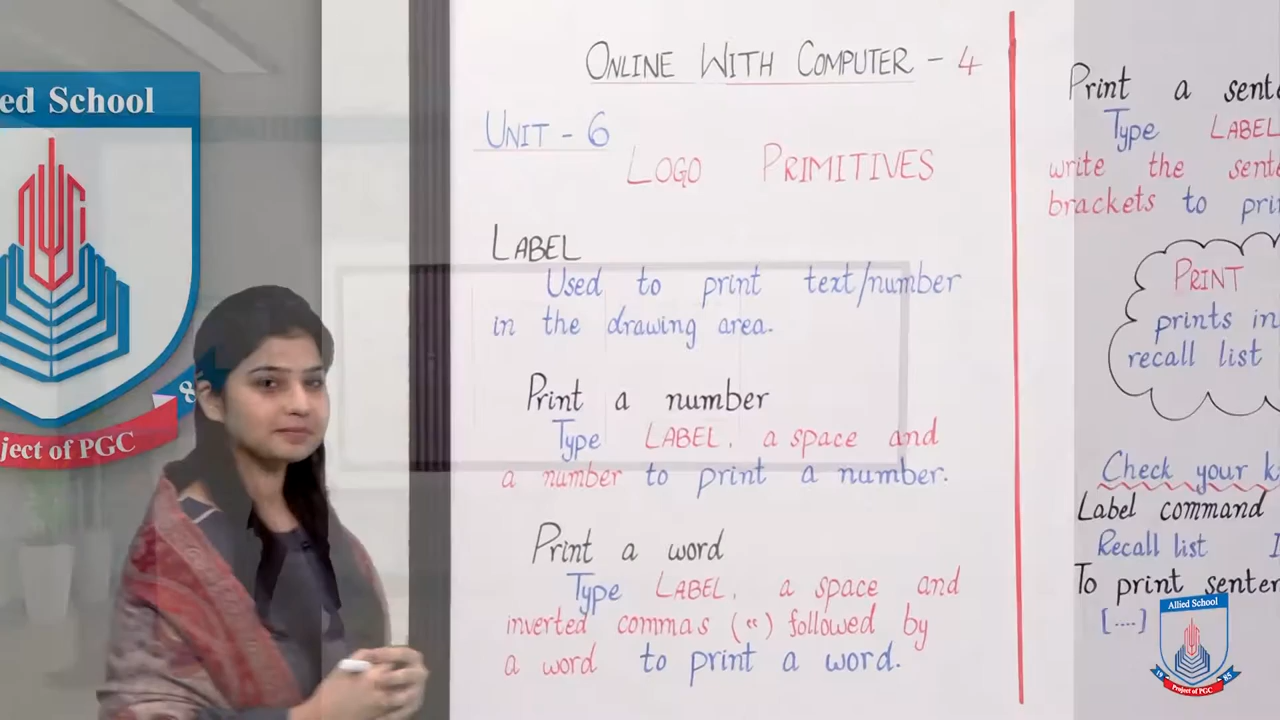 ed School
ject of PGC
ONLINE WITH COMPUTER - 4
UNIT - 6
LOGO PRIMITIVES
LABEL
Used to print text/number
in the drawing area.
Print a number
Type LABEL, a space and
a number to print a number.
Print a word
Type LABEL, a space and
inverted commas (“) followed by
a word to print a word.
Print a sent
Type LABEL
write the sent
brackets to pri
PRINT
prints in
recall list
Check your k
Label command
Recall list
To print senten
[....]
Allied School
19 85
Project of PGC